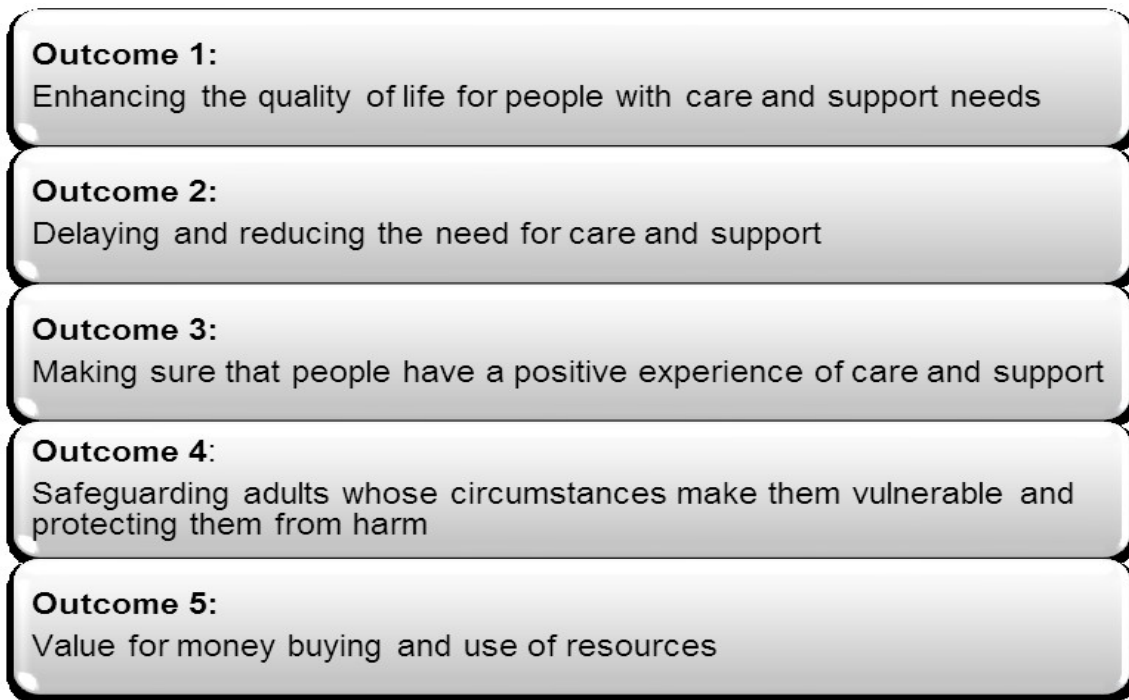 Outcome 1:
Enhancing the quality of life for people with care and support needs
Outcome 2:
Delaying and reducing the need for care and support
Outcome 3:
Making sure that people have a positive experience of care and support
Outcome 4:
Safeguarding adults whose circumstances make them vulnerable and
protecting them from harm
Outcome 5:
Value for money buying and use of resources